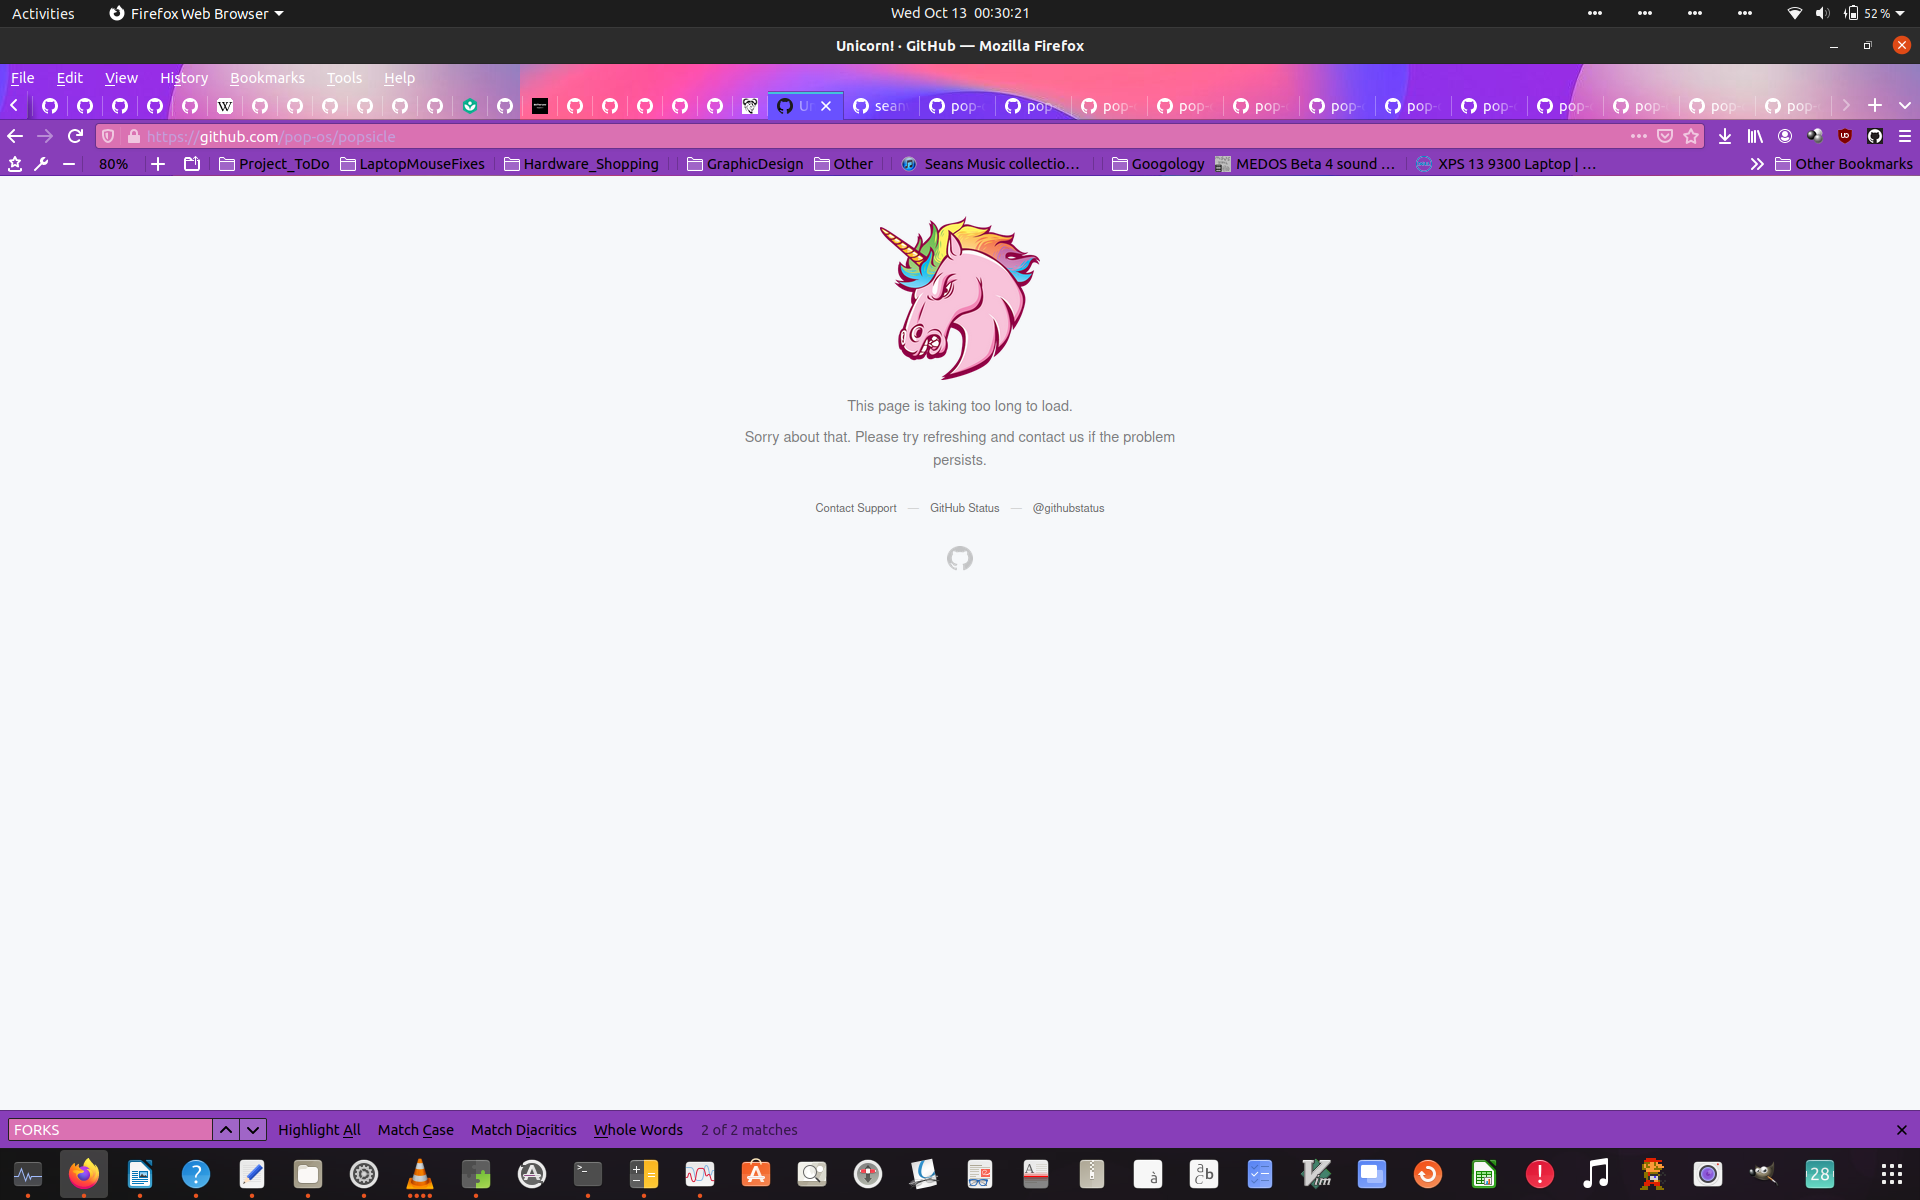 Activities Firefox Web Browser Wed Oct 13 00:30:21 52 %
Unicorn! · GitHub — Mozilla Firefox
File Edit View History Bookmarks Tools Help
W sean pop- pop- pop- pop- pop- pop- pop- pop- pop- pop- pop- pop-
https://github.com/pop-os/popsicle
80% Project_ToDo LaptopMouseFixes Hardware_Shopping GraphicDesign Other Seans Music collectio... Googology MEDOS Beta 4 sound ... XPS 13 9300 Laptop | ... Other Bookmarks
This page is taking too long to load.
Sorry about that. Please try refreshing and contact us if the problem
persists.
Contact Support — GitHub Status — @githubstatus
FORKS Highlight All Match Case Match Diacritics Whole Words 2 of 2 matches
28